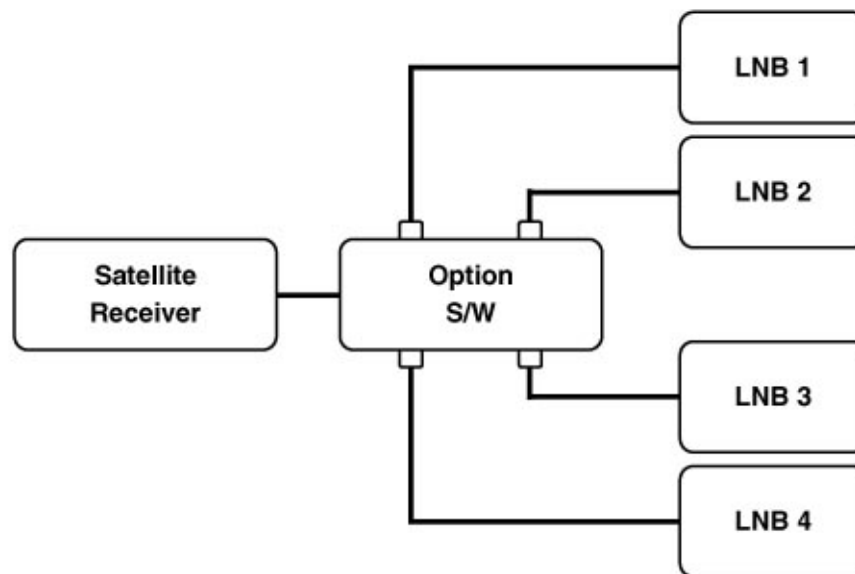 LNB 1
LNB 2
Satellite
Receiver
Option
S/W
LNB 3
LNB 4